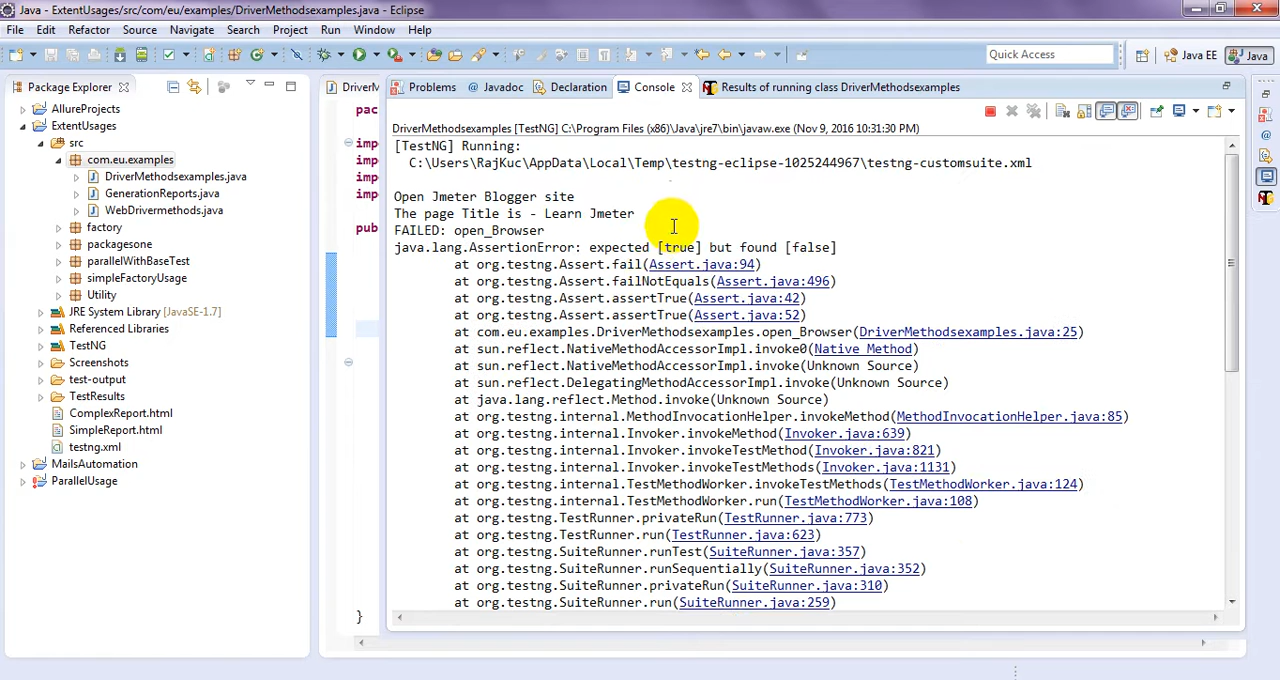 Java - ExtentUsages/src/com/eu/examples/DriverMethodsexamples.java - Eclipse
File Edit Refactor Source Navigate Search Project Run Window Help
Quick Access
Java EE
Java
Package Explorer
AllureProjects
ExtentUsages
src
com.eu.examples
DriverMethodsexamples.java
GenerationReports.java
WebDrivermethods.java
factory
packagesone
parallelWithBaseTest
simpleFactoryUsage
Utility
JRE System Library [JavaSE-1.7]
Referenced Libraries
TestNG
Screenshots
test-output
TestResults
ComplexReport.html
SimpleReport.html
testng.xml
MailsAutomation
ParallelUsage
DriverM
pac
impo
impo
impo
impo
pub
}
Problems Javadoc Declaration Console Results of running class DriverMethodsexamples
DriverMethodsexamples [TestNG] C:\Program Files (x86)\Java\jre7\bin\javaw.exe (Nov 9, 2016 10:31:30 PM)
[TestNG] Running:
C:\Users\RajKuc\AppData\Local\Temp\testng-eclipse-1025244967\testng-customsuite.xml
Open Jmeter Blogger site
The page Title is - Learn Jmeter
FAILED: open_Browser
java.lang.AssertionError: expected [true] but found [false]
at org.testng.Assert.fail(Assert.java:94)
at org.testng.Assert.failNotEquals(Assert.java:496)
at org.testng.Assert.assertTrue(Assert.java:42)
at org.testng.Assert.assertTrue(Assert.java:52)
at com.eu.examples.DriverMethodsexamples.open_Browser(DriverMethodsexamples.java:25)
at sun.reflect.NativeMethodAccessorImpl.invoke0(Native Method)
at sun.reflect.NativeMethodAccessorImpl.invoke(Unknown Source)
at sun.reflect.DelegatingMethodAccessorImpl.invoke(Unknown Source)
at java.lang.reflect.Method.invoke(Unknown Source)
at org.testng.internal.MethodInvocationHelper.invokeMethod(MethodInvocationHelper.java:85)
at org.testng.internal.Invoker.invokeMethod(Invoker.java:639)
at org.testng.internal.Invoker.invokeTestMethod(Invoker.java:821)
at org.testng.internal.Invoker.invokeTestMethods(Invoker.java:1131)
at org.testng.internal.TestMethodWorker.invokeTestMethods(TestMethodWorker.java:124)
at org.testng.internal.TestMethodWorker.run(TestMethodWorker.java:108)
at org.testng.TestRunner.privateRun(TestRunner.java:773)
at org.testng.TestRunner.run(TestRunner.java:623)
at org.testng.SuiteRunner.runTest(SuiteRunner.java:357)
at org.testng.SuiteRunner.runSequentially(SuiteRunner.java:352)
at org.testng.SuiteRunner.privateRun(SuiteRunner.java:310)
at org.testng.SuiteRunner.run(SuiteRunner.java:259)